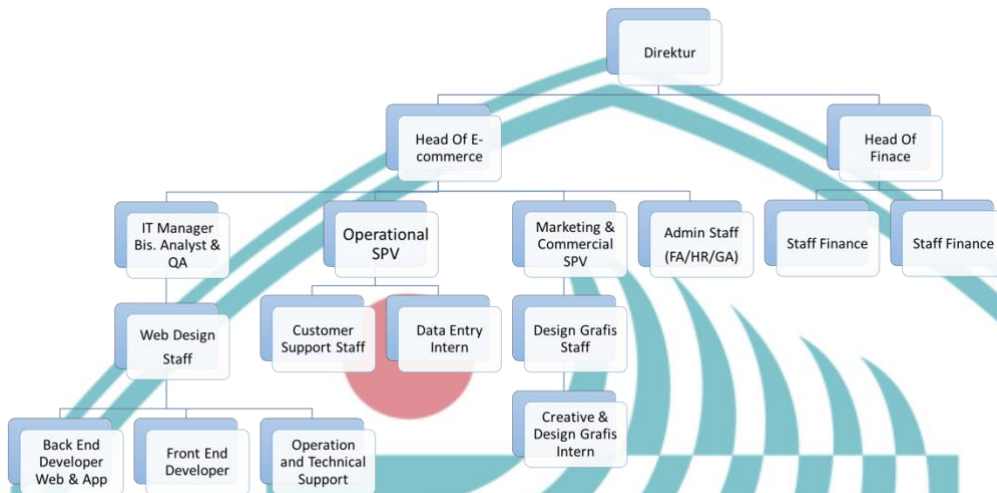 Direktur
Head Of E-
commerce
Head Of
Finace
IT Manager
Bis. Analyst &
QA
Operational
SPV
Marketing &
Commercial
SPV
Admin Staff
(FA/HR/GA)
Staff Finance
Staff Finance
Web Design
Staff
Customer
Support Staff
Data Entry
Intern
Design Grafis
Staff
Back End
Developer
Web & App
Front End
Developer
Operation
and Technical
Support
Creative &
Design Grafis
Intern